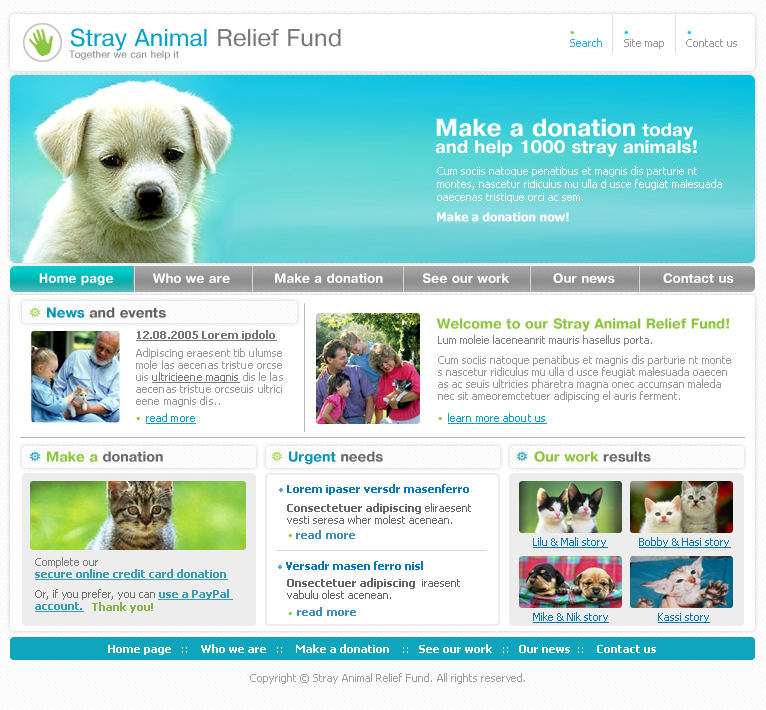 Stray Animal Relief Fund
Together we can help it
Search
Site map
Contact us
Make a donation today
and help 1000 stray animals!
Cum sociis natoque penatibus et magnis dis parturie nt
montes, nascetur ridiculus mu ulla d usce feugiat malesuada
aecenas tristique orci ac sem.
Make a donation now!
Home page
Who we are
Make a donation
See our work
Our news
Contact us
News and events
12.08.2005 Lorem ipdolo
Adipiscing eraesent tib ulumse
mole las aecenas tristue orcse
uis ultricieene magnis dis le las
aecenas tristue orcseuis ultrici
eene magnis dis..
read more
Welcome to our Stray Animal Relief Fund!
Lum moleie laceneanrit mauris hasellus porta.
Cum sociis natoque penatibus et magnis dis parturie nt monte
s nascetur ridiculus mu ulla d usce feugiat malesuada oaecen
as ac seuis ultricies pharetra magna onec accumsan maleda
nec sit ameoremctetuer adipiscing el auris ferment.
learn more about us
Make a donation
Complete our
secure online credit card donation
Or, if you prefer, you can use a PayPal
account. Thank you!
Urgent needs
Lorem ipaser versdr masenferro
Consectetuer adipiscing eliraesent
vesti seresa wher molest acenean.
read more
Versadr masen ferro nisl
Onsectetuer adipiscing iraesent
vabulu olest acenean.
read more
Our work results
Lilu & Mali story
Bobby & Hasi story
Mike & Nik story
Kassi story
Home page :: Who we are :: Make a donation :: See our work :: Our news :: Contact us
Copyright © Stray Animal Relief Fund. All rights reserved.